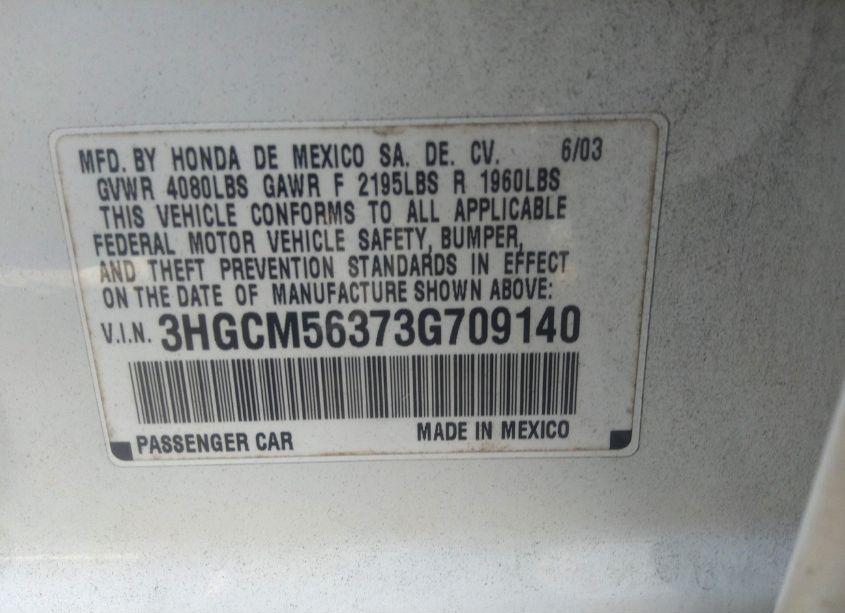 MFD. BY HONDA DE MEXICO SA. DE. CV. 6/03
GVWR 4080LBS GAWR F 2195LBS R 1960LBS
THIS VEHICLE CONFORMS TO ALL APPLICABLE
FEDERAL MOTOR VEHICLE SAFETY, BUMPER,
AND THEFT PREVENTION STANDARDS IN EFFECT
ON THE DATE OF MANUFACTURE SHOWN ABOVE:
V.I.N. 3HGCM56373G709140
PASSENGER CAR MADE IN MEXICO